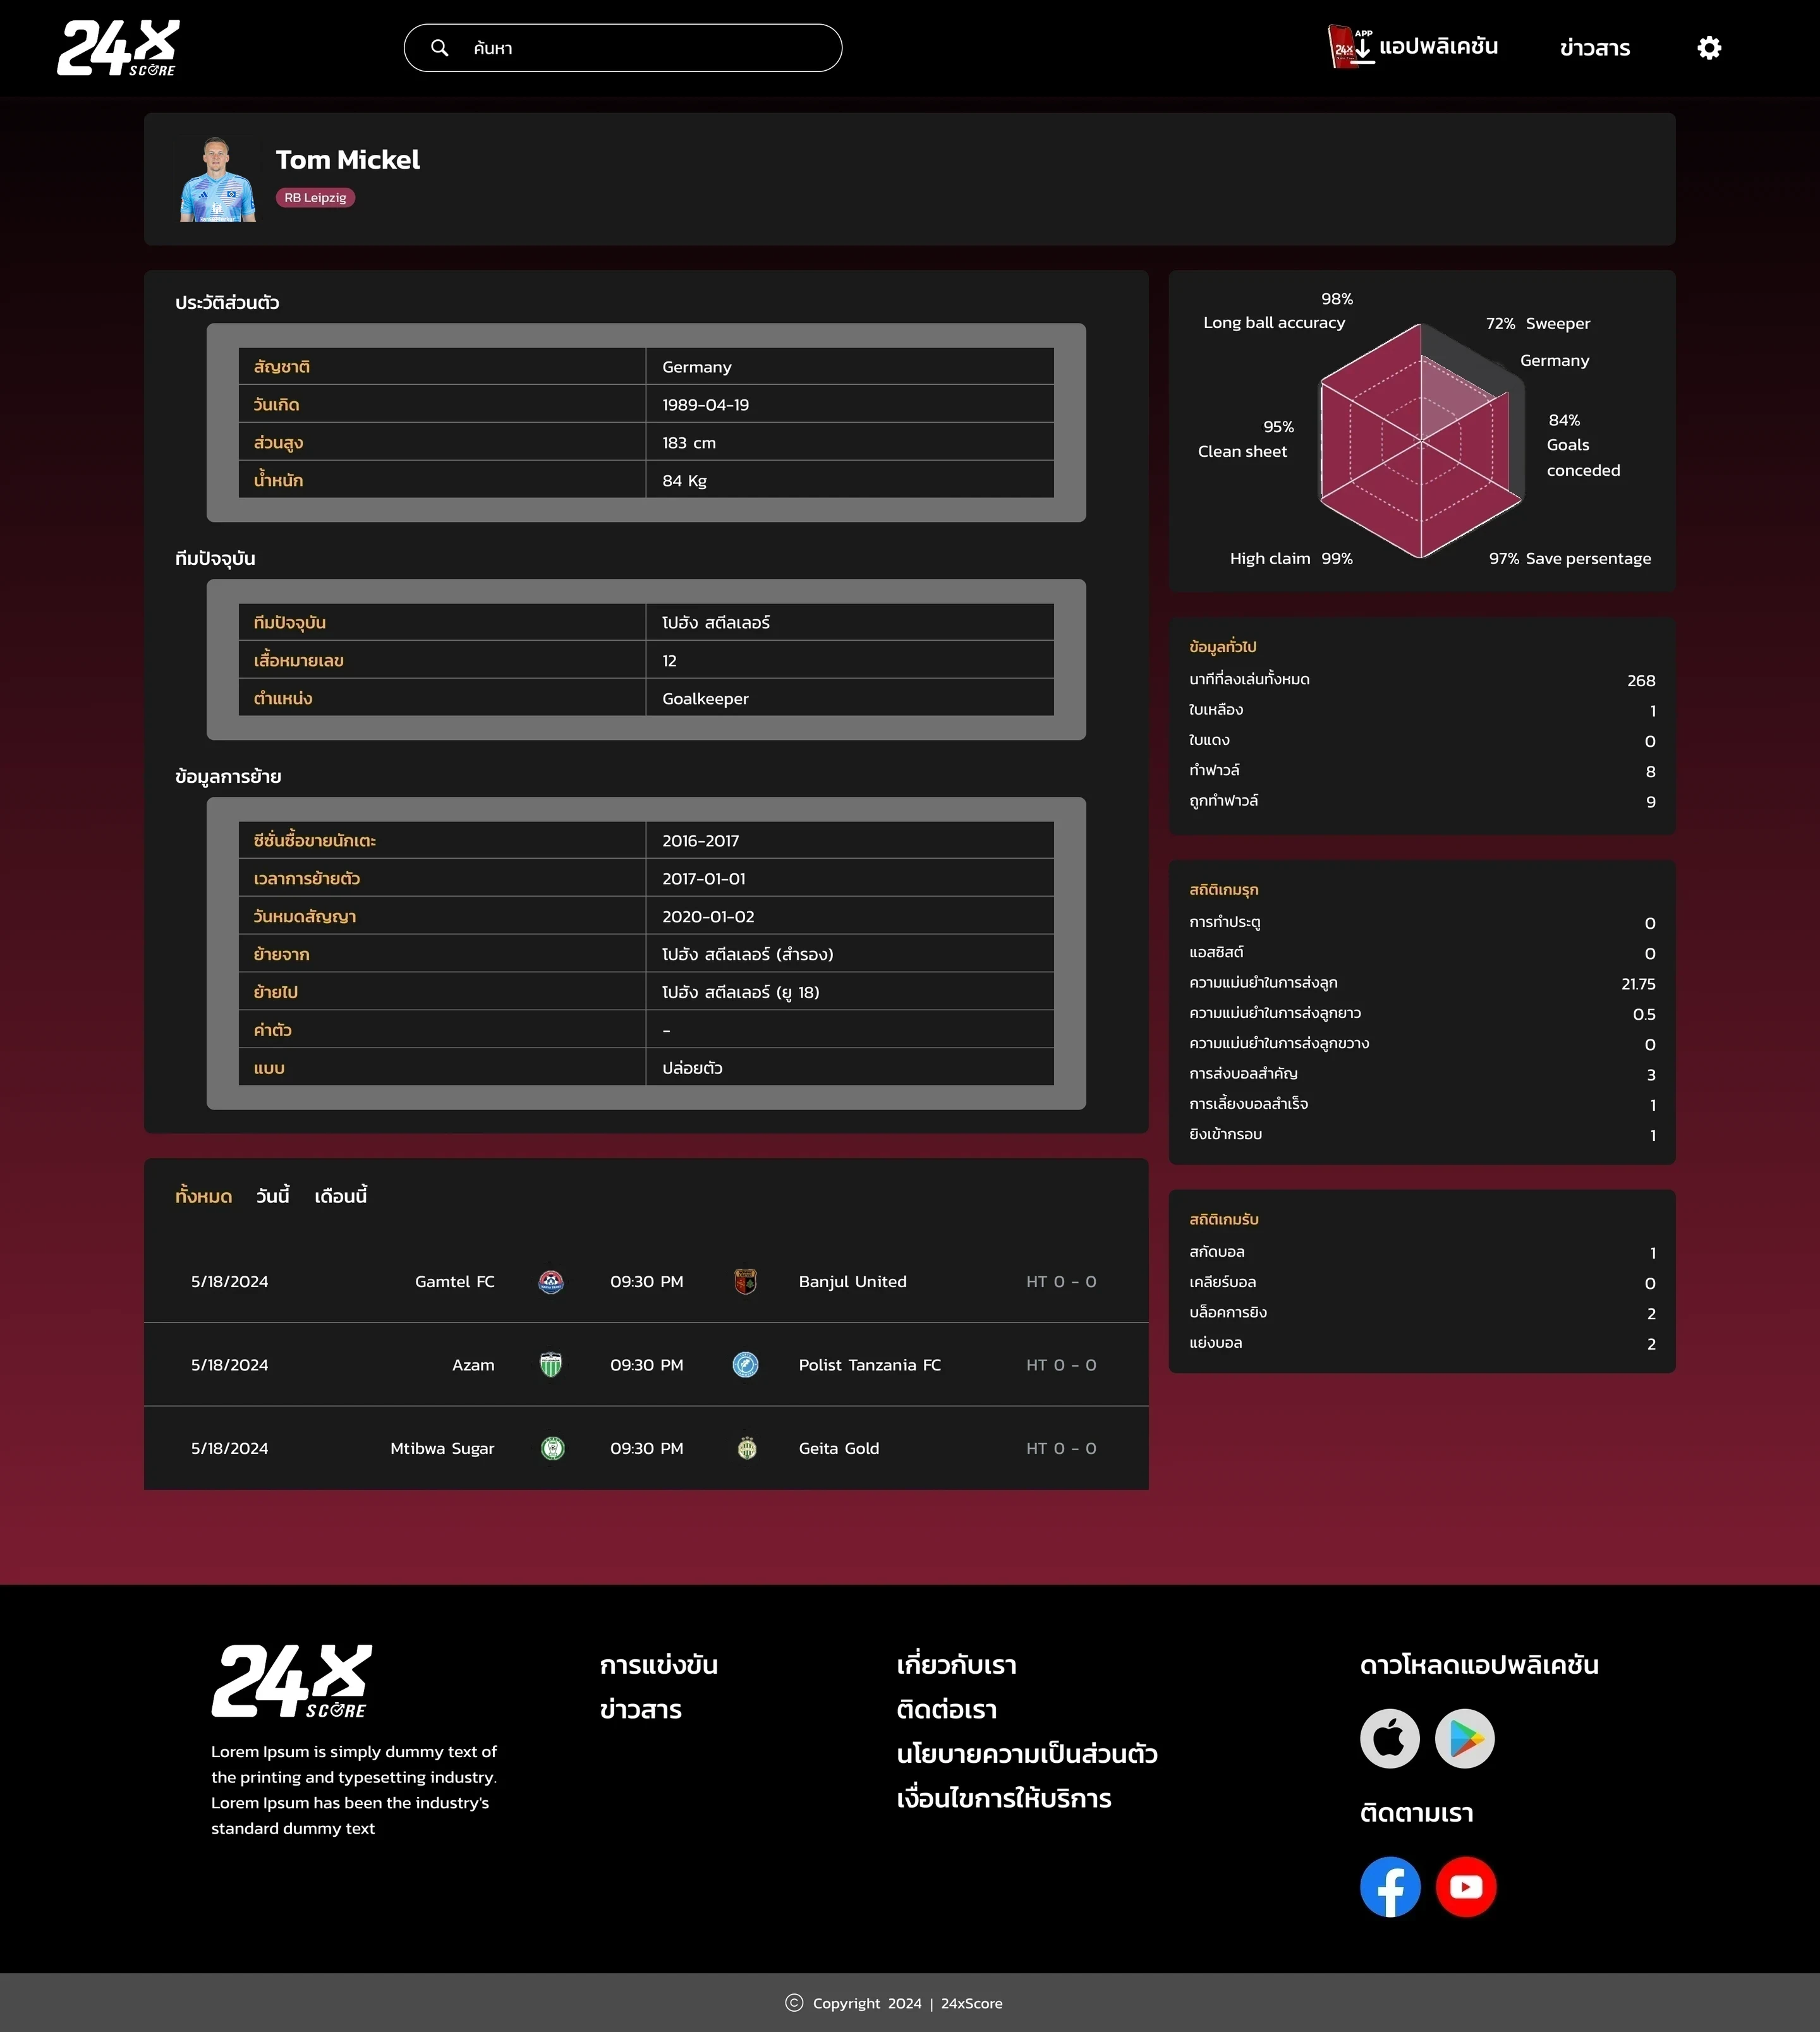 24X
SCORE
ค้นหา
APP
24X
แอปพลิเคชัน
ข่าวสาร
Tom Mickel
RB Leipzig
ประวัติส่วนตัว
สัญชาติ Germany
วันเกิด 1989-04-19
ส่วนสูง 183 cm
น้ำหนัก 84 Kg
ทีมปัจจุบัน
ทีมปัจจุบัน โปฮัง สตีลเลอร์
เสื้อหมายเลข 12
ตำแหน่ง Goalkeeper
ข้อมูลการย้าย
ซีซั่นซื้อขายนักเตะ 2016-2017
เวลาการย้ายตัว 2017-01-01
วันหมดสัญญา 2020-01-02
ย้ายจาก โปฮัง สตีลเลอร์ (สำรอง)
ย้ายไป โปฮัง สตีลเลอร์ (ยู 18)
ค่าตัว -
แบบ ปล่อยตัว
ทั้งหมด วันนี้ เดือนนี้
5/18/2024 Gamtel FC 09:30 PM Banjul United HT 0 - 0
5/18/2024 Azam 09:30 PM Polist Tanzania FC HT 0 - 0
5/18/2024 Mtibwa Sugar 09:30 PM Geita Gold HT 0 - 0
98%
Long ball accuracy
72% Sweeper
Germany
95%
Clean sheet
84%
Goals
conceded
High claim 99%
97% Save persentage
ข้อมูลทั่วไป
นาทีที่ลงเล่นทั้งหมด 268
ใบเหลือง 1
ใบแดง 0
ทำฟาวล์ 8
ถูกทำฟาวล์ 9
สถิติเกมรุก
การทำประตู 0
แอสซิสต์ 0
ความแม่นยำในการส่งลูก 21.75
ความแม่นยำในการส่งลูกยาว 0.5
ความแม่นยำในการส่งลูกขวาง 0
การส่งบอลสำคัญ 3
การเลี้ยงบอลสำเร็จ 1
ยิงเข้ากรอบ 1
สถิติเกมรับ
สกัดบอล 1
เคลียร์บอล 0
บล็อคการยิง 2
แย่งบอล 2
24X
SCORE
Lorem Ipsum is simply dummy text of
the printing and typesetting industry.
Lorem Ipsum has been the industry's
standard dummy text
การแข่งขัน
ข่าวสาร
เกี่ยวกับเรา
ติดต่อเรา
นโยบายความเป็นส่วนตัว
เงื่อนไขการให้บริการ
ดาวโหลดแอปพลิเคชัน
ติดตามเรา
© Copyright 2024 | 24xScore